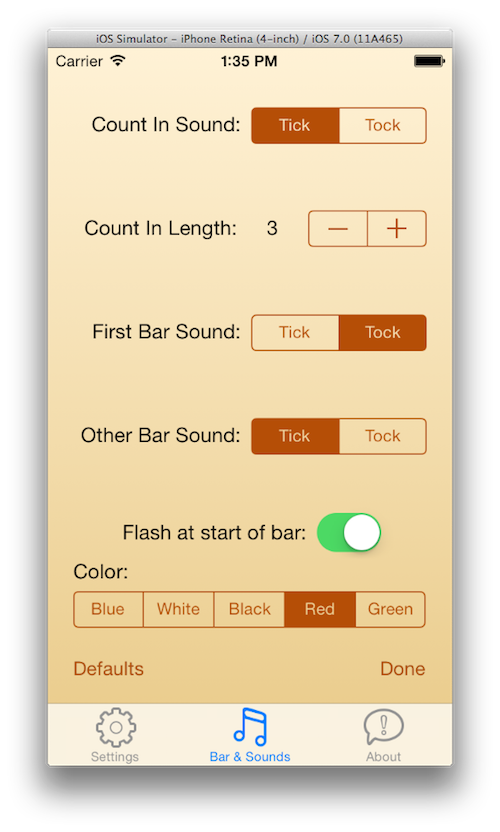 iOS Simulator – iPhone Retina (4-inch) / iOS 7.0 (11A465)
Carrier 1:35 PM
Count In Sound: Tick Tock
Count In Length: 3 — +
First Bar Sound: Tick Tock
Other Bar Sound: Tick Tock
Flash at start of bar:
Color:
Blue White Black Red Green
Defaults Done
Settings Bar & Sounds About